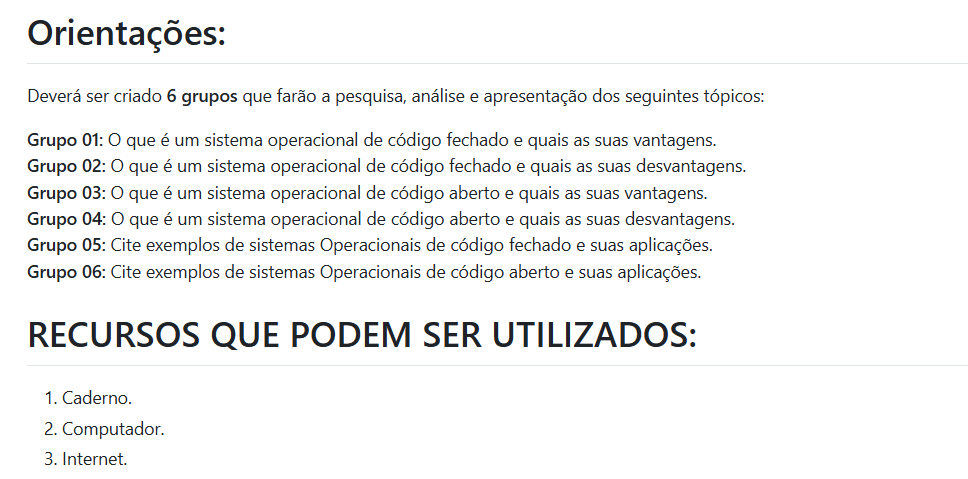 Orientações:
Deverá ser criado 6 grupos que farão a pesquisa, análise e apresentação dos seguintes tópicos:
Grupo 01: O que é um sistema operacional de código fechado e quais as suas vantagens.
Grupo 02: O que é um sistema operacional de código fechado e quais as suas desvantagens.
Grupo 03: O que é um sistema operacional de código aberto e quais as suas vantagens.
Grupo 04: O que é um sistema operacional de código aberto e quais as suas desvantagens.
Grupo 05: Cite exemplos de sistemas Operacionais de código fechado e suas aplicações.
Grupo 06: Cite exemplos de sistemas Operacionais de código aberto e suas aplicações.
RECURSOS QUE PODEM SER UTILIZADOS:
1. Caderno.
2. Computador.
3. Internet.